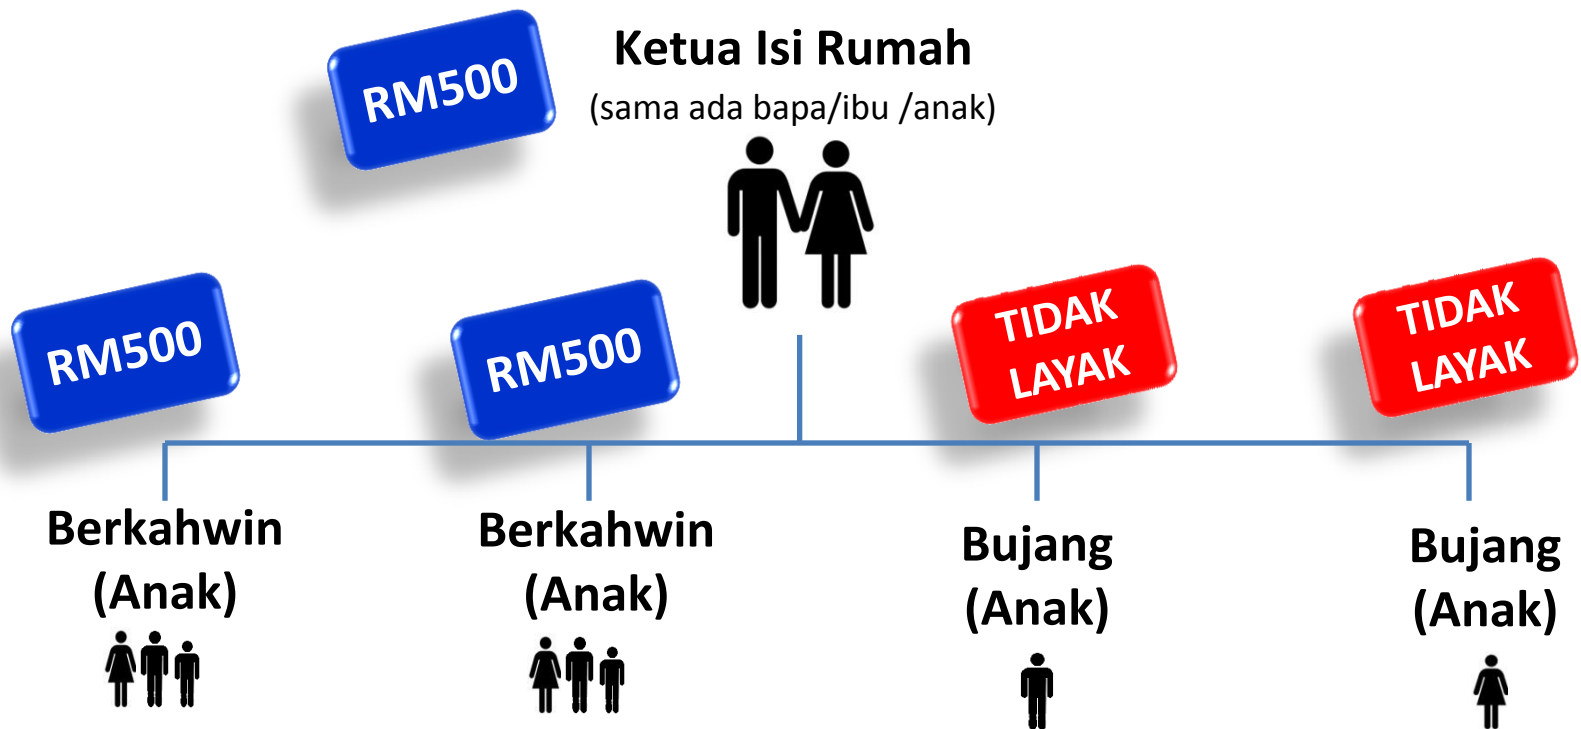 RM500
Ketua Isi Rumah
(sama ada bapa/ibu /anak)
RM500
RM500
TIDAK
LAYAK
TIDAK
LAYAK
Berkahwin
(Anak)
Berkahwin
(Anak)
Bujang
(Anak)
Bujang
(Anak)